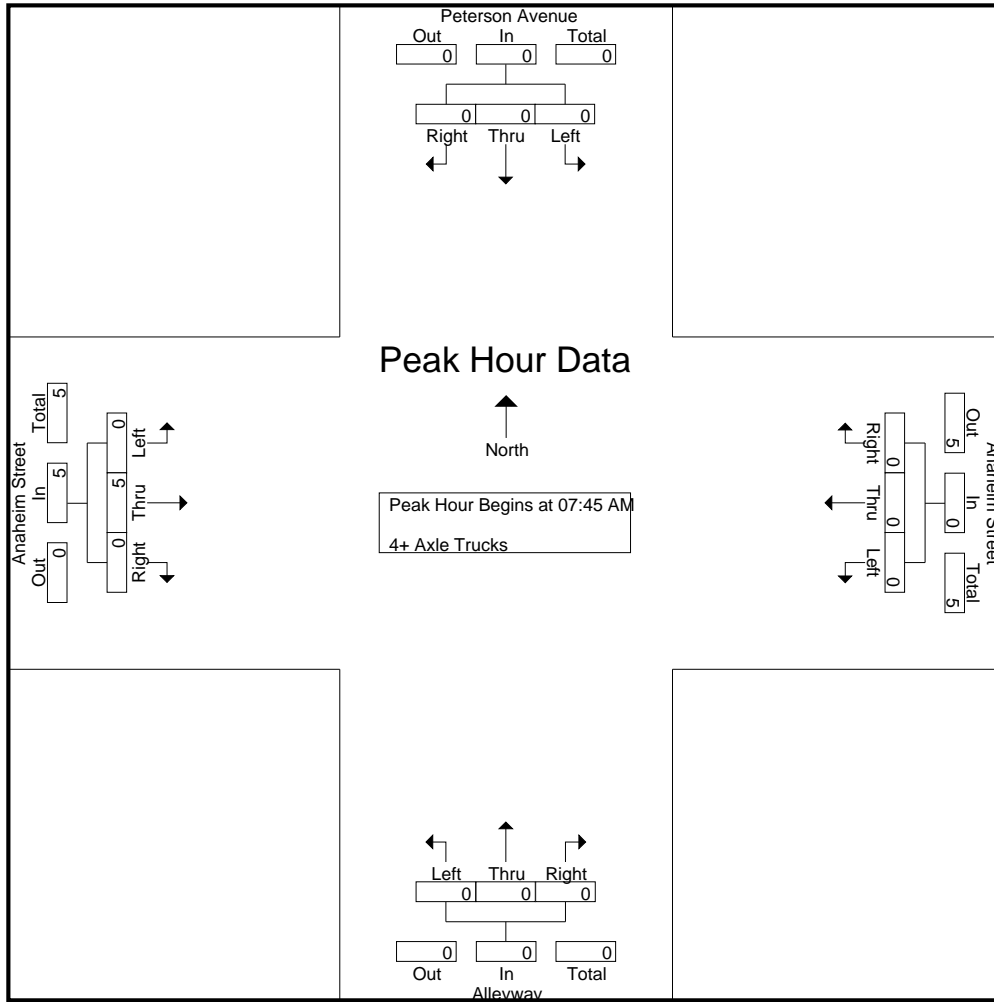 Peterson Avenue
Out In Total
0 0 0
0 0 0
Right Thru Left
Peak Hour Data
North
Peak Hour Begins at 07:45 AM
4+ Axle Trucks
Anaheim Street
Out In Total
0 5 5
Right Thru Left
0 5 0
Anaheim Street
Out In Total
5 0 5
Right Thru Left
0 0 0
Left Thru Right
0 0 0
0 0 0
Out In Total
Alleyway